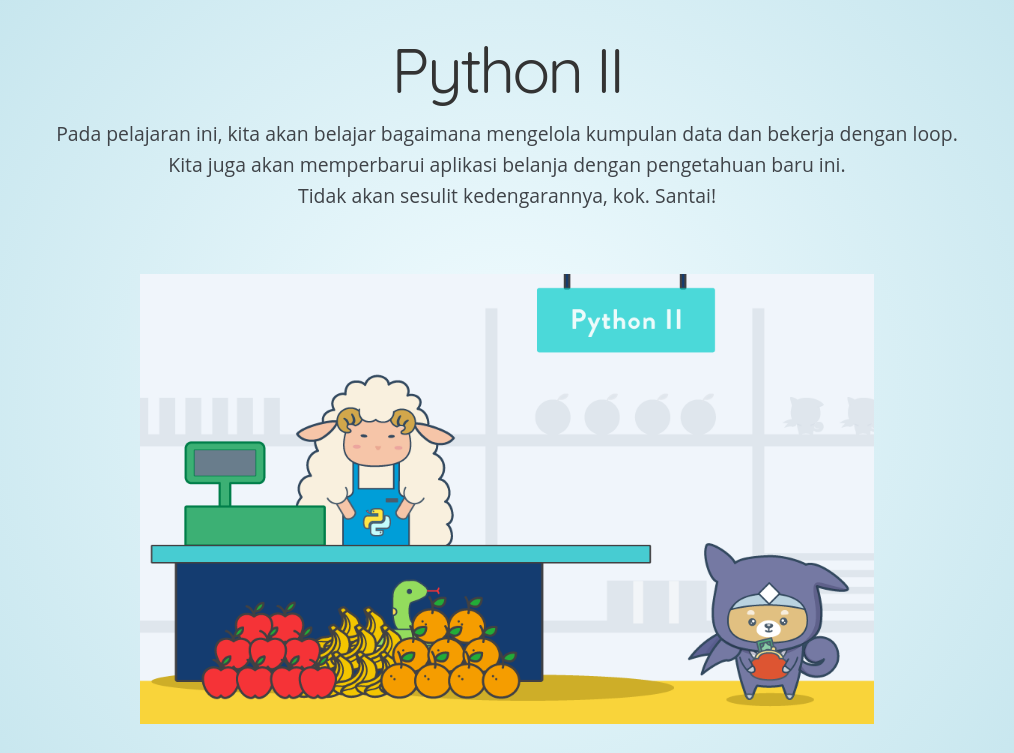 Python II
Pada pelajaran ini, kita akan belajar bagaimana mengelola kumpulan data dan bekerja dengan loop.
Kita juga akan memperbarui aplikasi belanja dengan pengetahuan baru ini.
Tidak akan sesulit kedengarannya, kok. Santai!
Python II